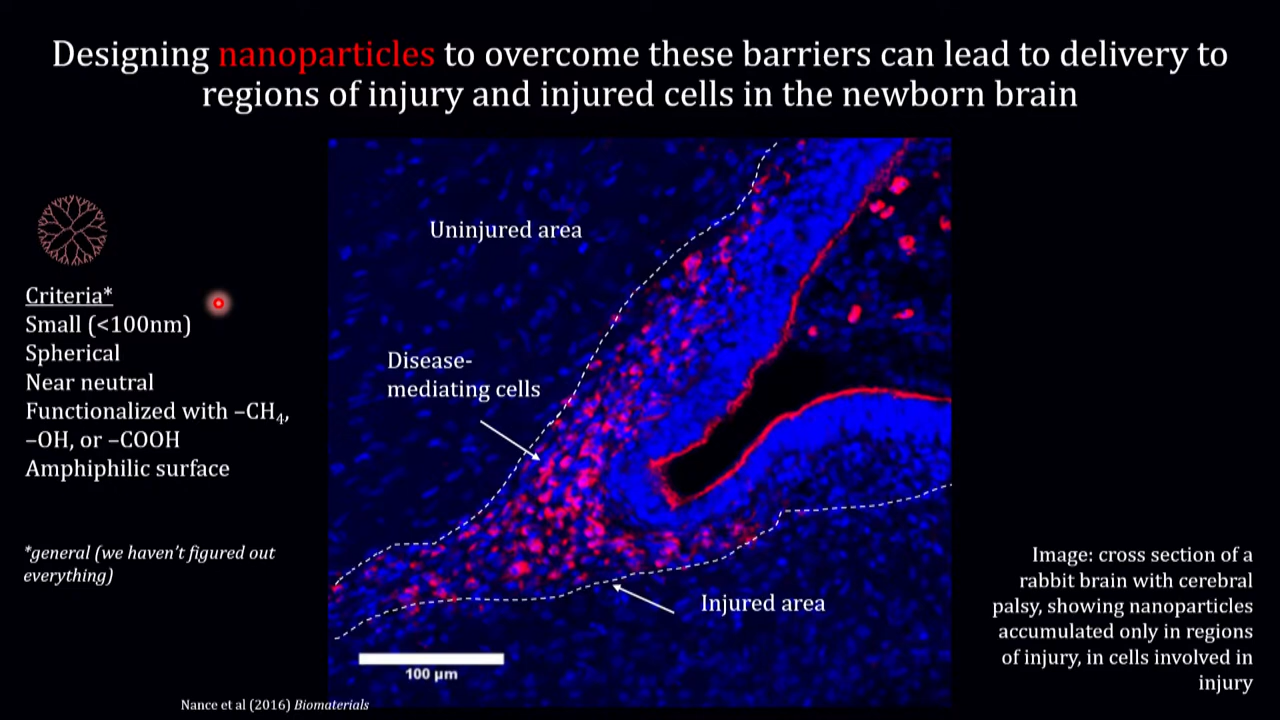 Designing nanoparticles to overcome these barriers can lead to delivery to
regions of injury and injured cells in the newborn brain
Criteria*
Small (<100nm)
Spherical
Near neutral
Functionalized with –CH₄,
–OH, or –COOH
Amphiphilic surface
*general (we haven't figured out
everything)
Uninjured area
Disease-
mediating cells
Injured area
100 μm
Nance et al (2016) Biomaterials
Image: cross section of a
rabbit brain with cerebral
palsy, showing nanoparticles
accumulated only in regions
of injury, in cells involved in
injury